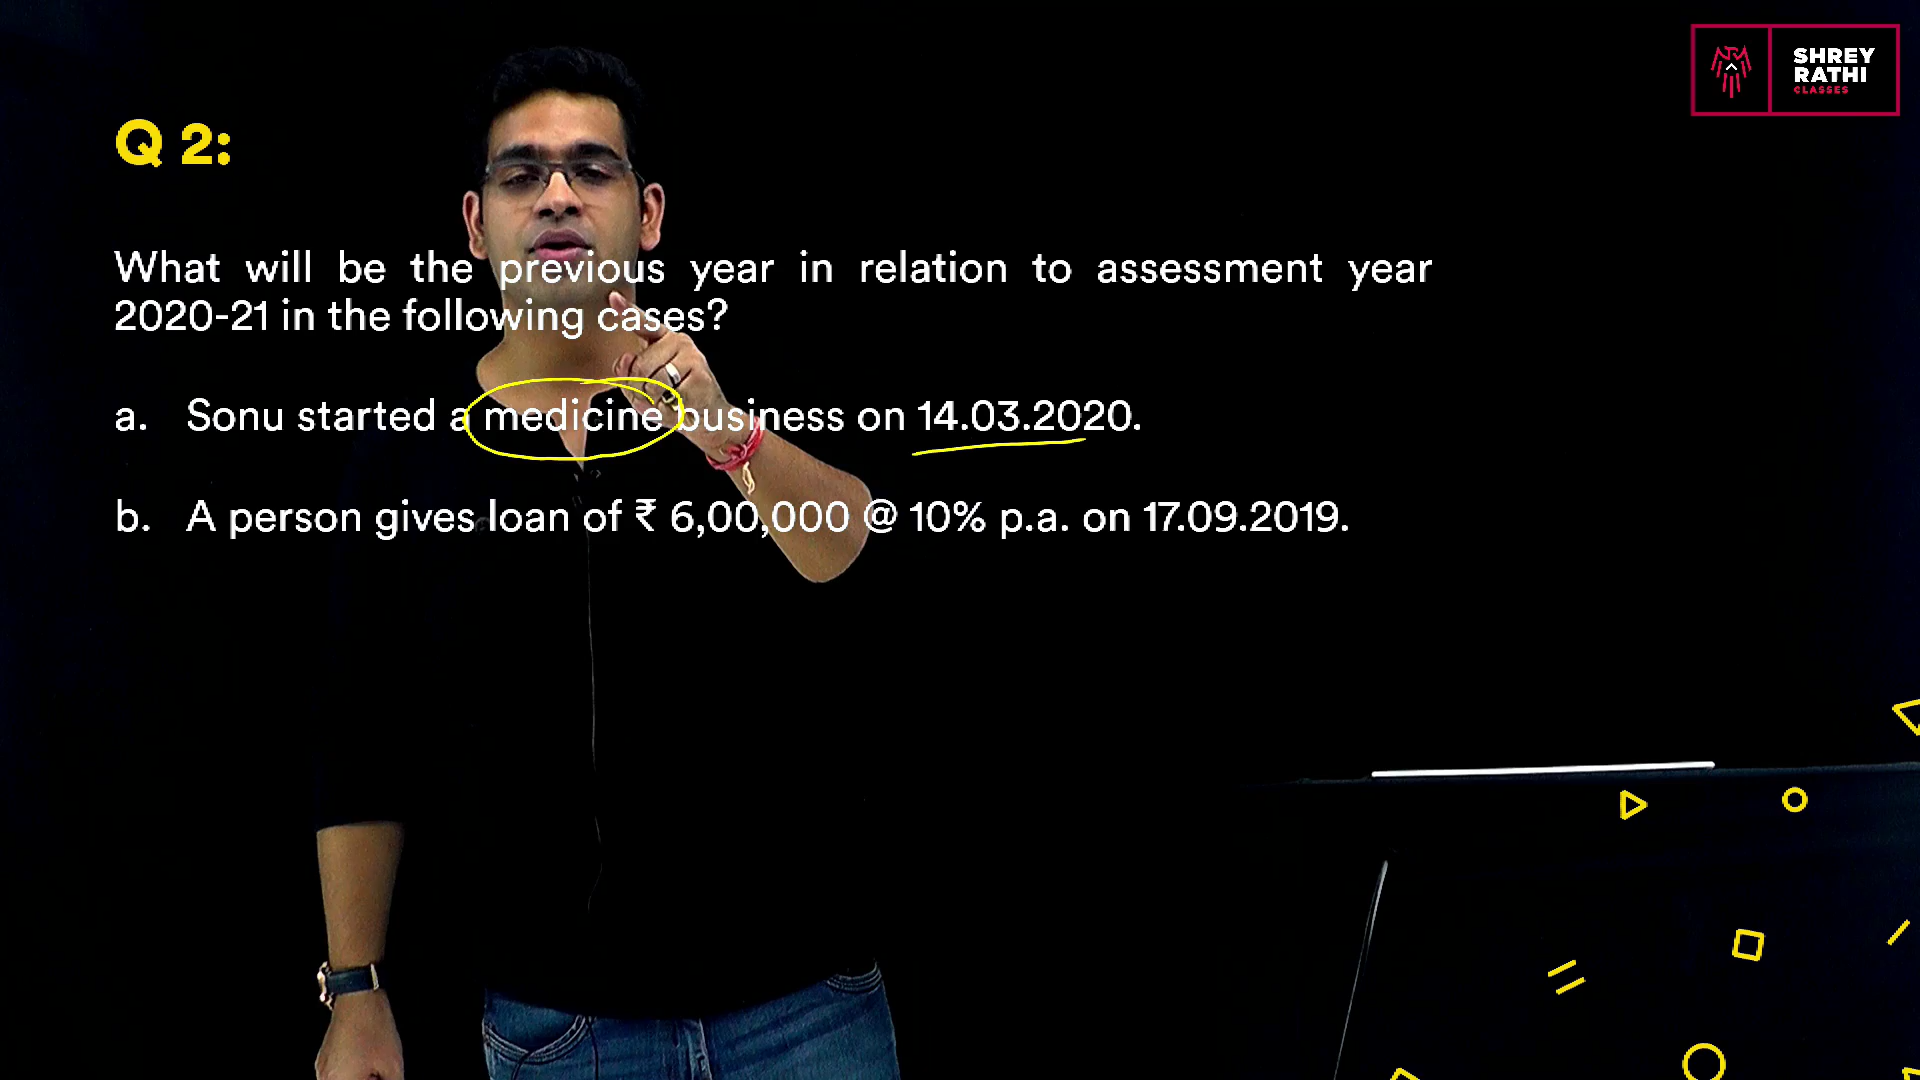 SHREY
RATHI
CLASSES
Q 2:
What will be the previous year in relation to assessment year
2020-21 in the following cases?
a. Sonu started a medicine business on 14.03.2020.
b. A person gives loan of ₹ 6,00,000 @ 10% p.a. on 17.09.2019.